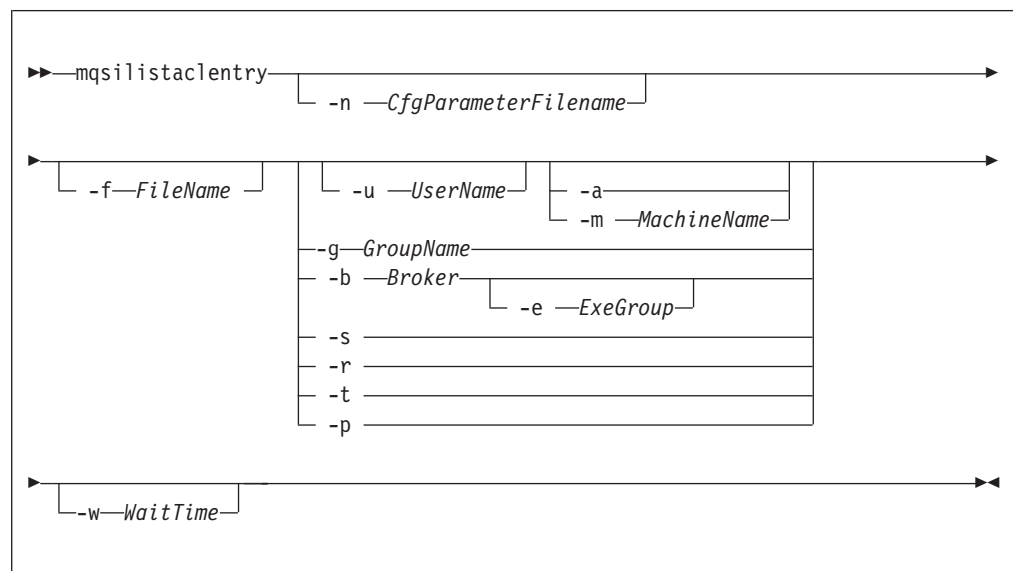 mqsilistaclentry
-n CfgParameterFilename
-f FileName -u UserName -a
-m MachineName
-g GroupName
-b Broker
-e ExeGroup
-s
-r
-t
-p
-w WaitTime